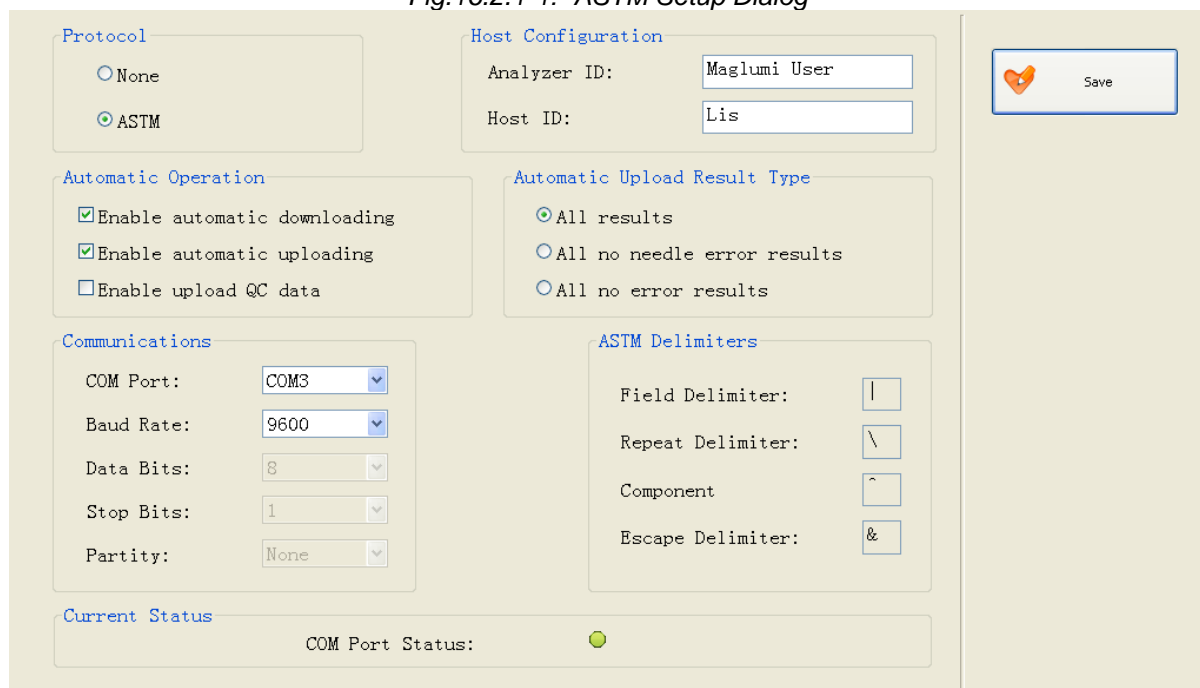 ASTM Setup Dialog
Protocol
None
ASTM
Host Configuration
Analyzer ID: Maglumi User
Host ID: Lis
Save
Automatic Operation
Enable automatic downloading
Enable automatic uploading
Enable upload QC data
Automatic Upload Result Type
All results
All no needle error results
All no error results
Communications
COM Port: COM3
Baud Rate: 9600
Data Bits: 8
Stop Bits: 1
Partity: None
ASTM Delimiters
Field Delimiter: |
Repeat Delimiter: \
Component ^
Escape Delimiter: &
Current Status
COM Port Status: